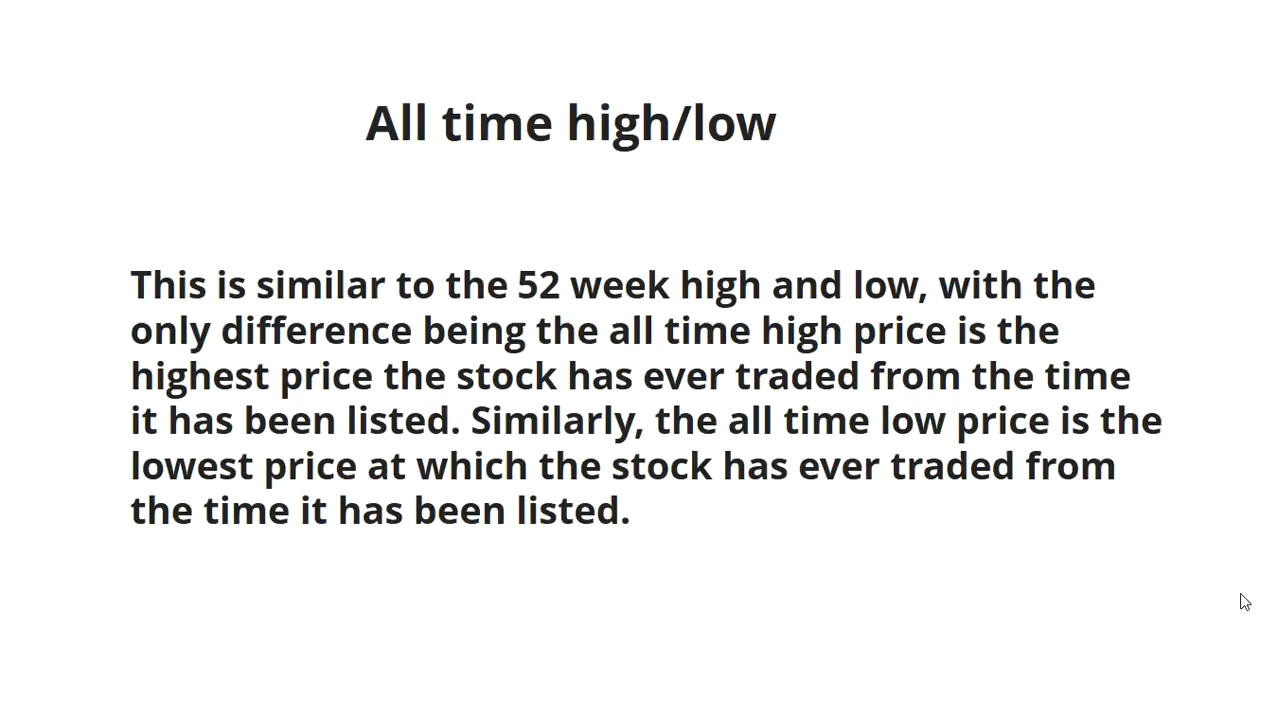 All time high/low
This is similar to the 52 week high and low, with the
only difference being the all time high price is the
highest price the stock has ever traded from the time
it has been listed. Similarly, the all time low price is the
lowest price at which the stock has ever traded from
the time it has been listed.